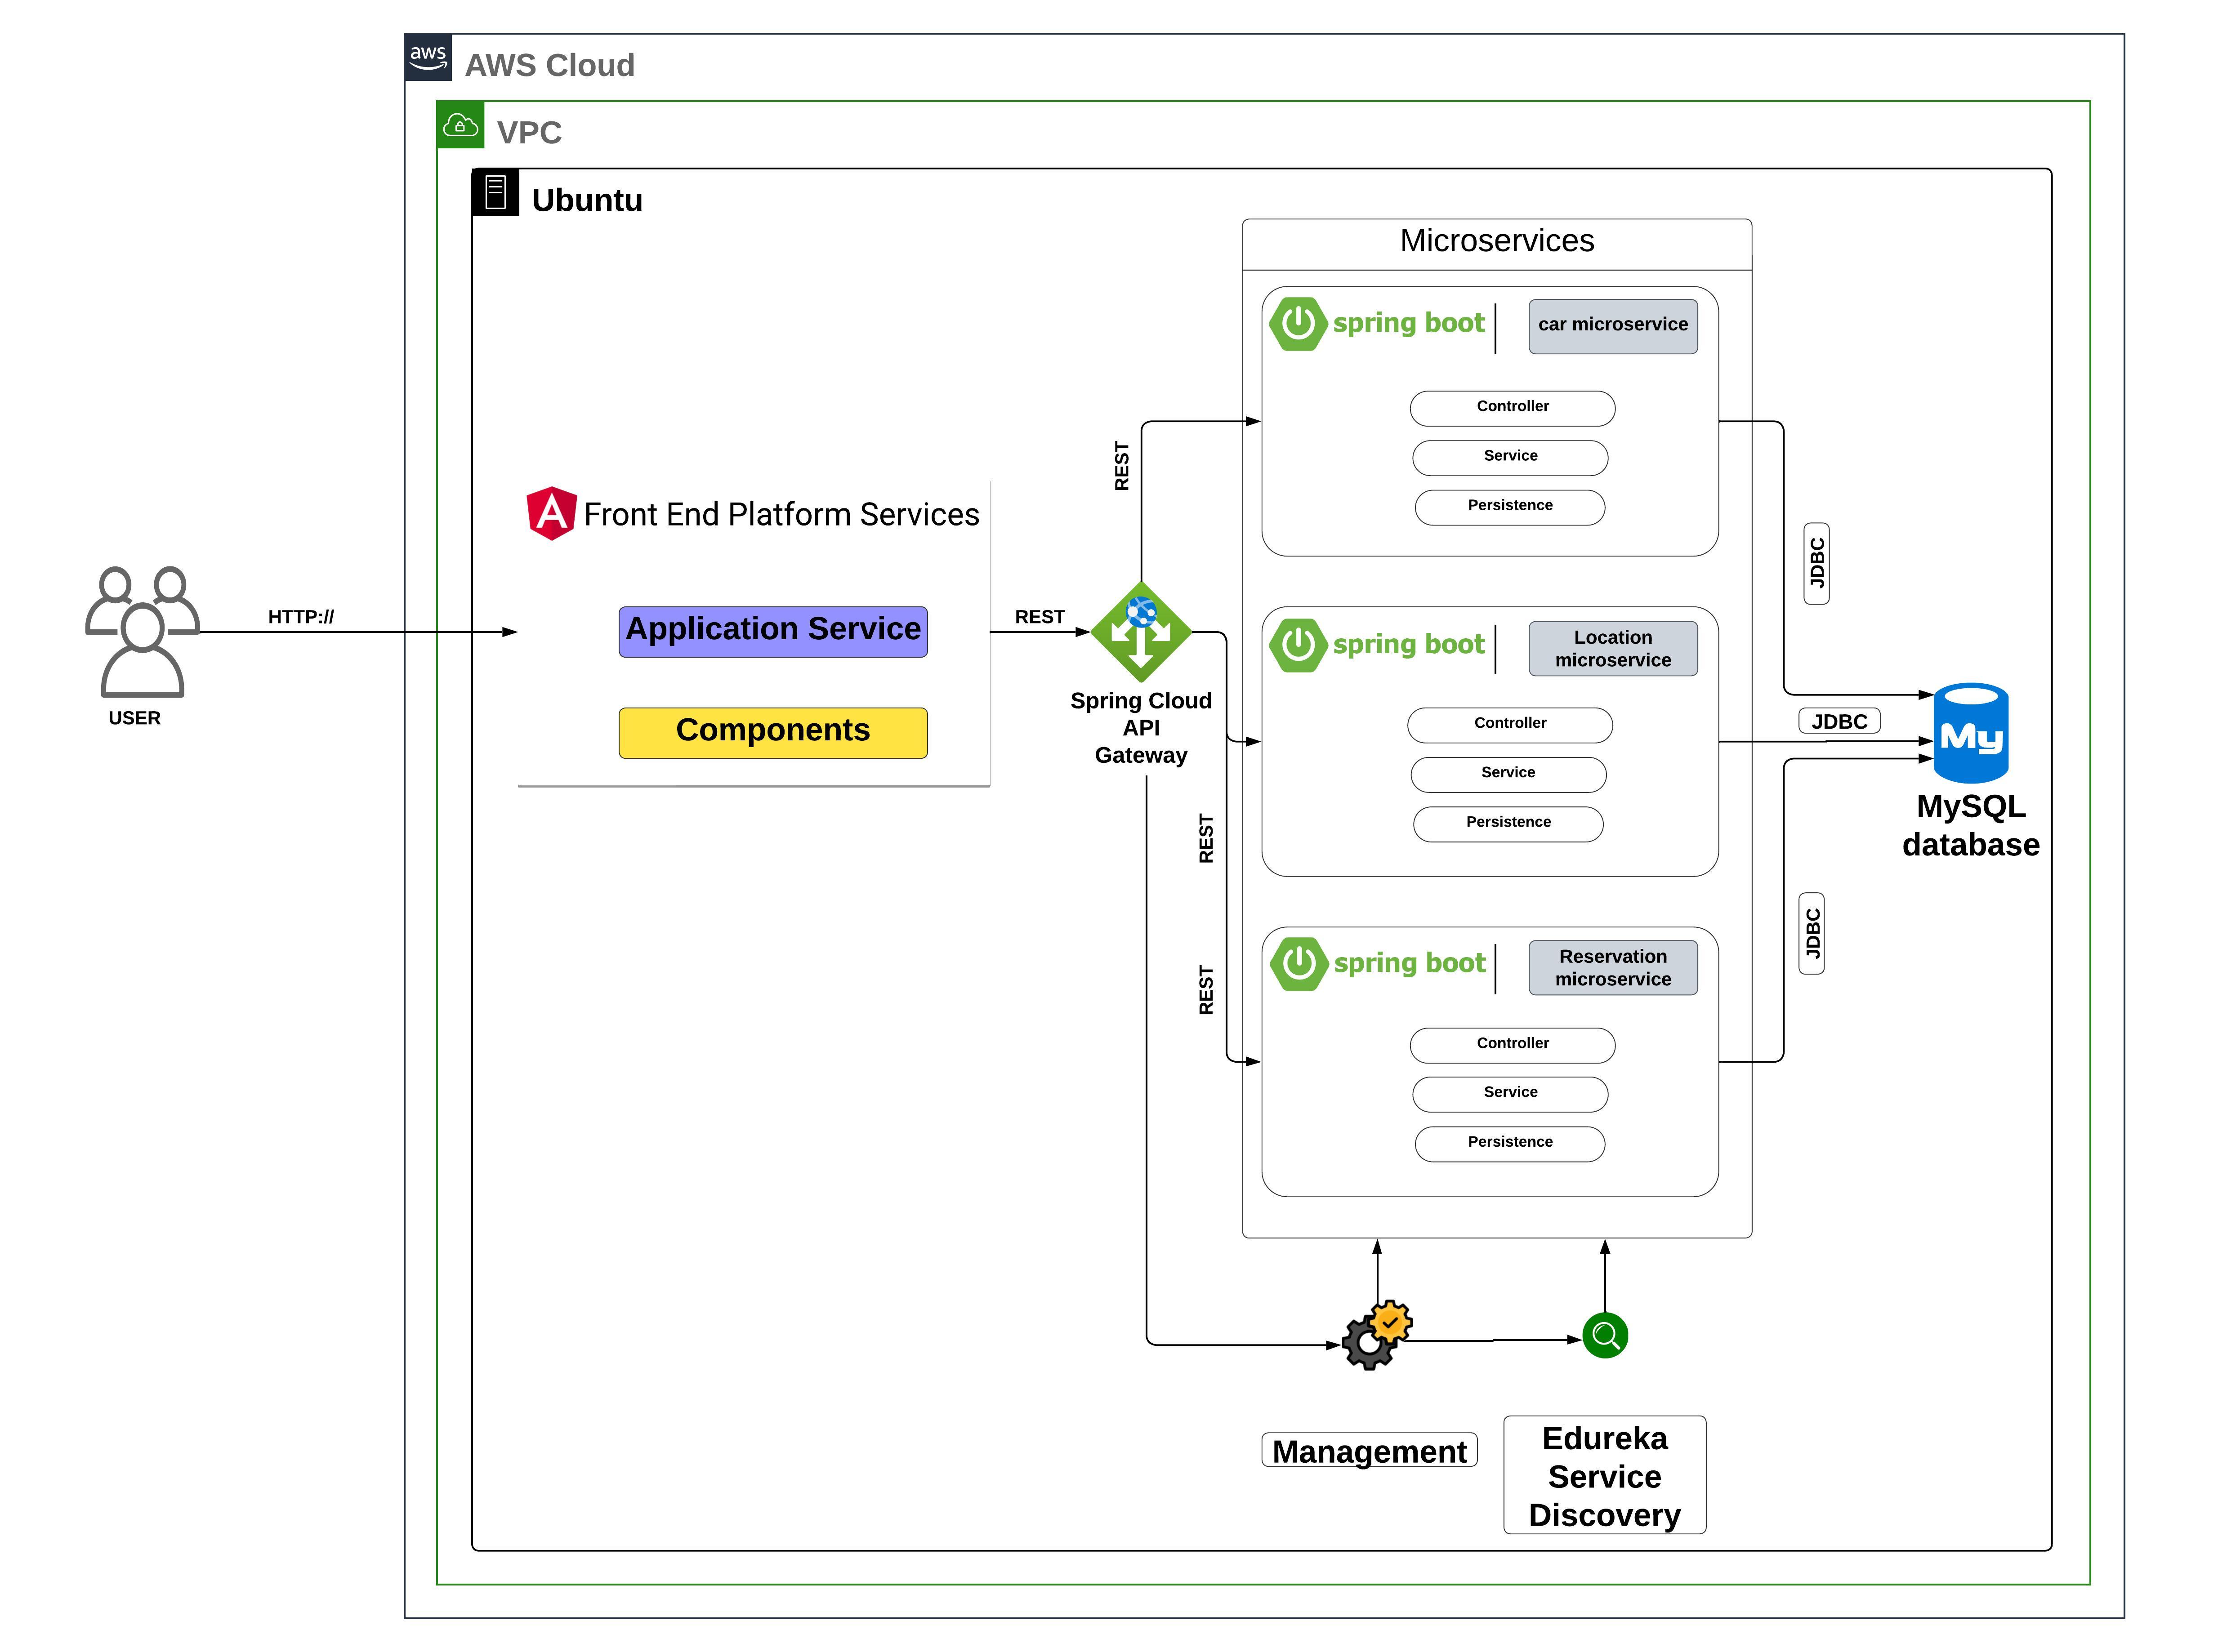 aws
AWS Cloud
VPC
Ubuntu
Microservices
spring boot
car microservice
Controller
Service
Persistence
REST
Front End Platform Services
Application Service
Components
HTTP://
USER
REST
Spring Cloud
API
Gateway
spring boot
Location
microservice
Controller
Service
Persistence
REST
JDBC
JDBC
My
MySQL
database
JDBC
REST
spring boot
Reservation
microservice
Controller
Service
Persistence
Management
Edureka
Service
Discovery